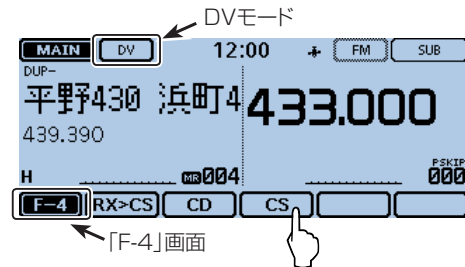 DVモード
MAIN DV 12:00 FM SUB
DUP-
平野430 浜町4 433.000
439.390
H MR004 PSKIP 000
F-4 RX>CS CD CS
「F-4」画面